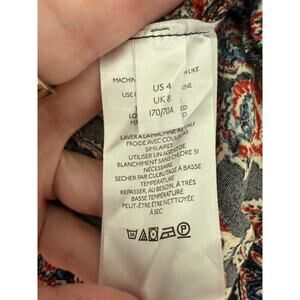 MACHIN
US 4
UK 8
170/70A
LAVER À LA MACHINE À L'EAU
FROIDE AVEC COULEURS
SIMILAIRES
UTILISER UN AGENT DE
BLANCHIMENT SANS CHLORE SI
NÉCESSAIRE
SÉCHER PAR CULBUTAGE À BASSE
TEMPÉRATURE
REPASSER, AU BESOIN, À TRÈS
BASSE TEMPÉRATURE
PEUT-ÊTRE ÊTRE NETTOYÉE
À SEC